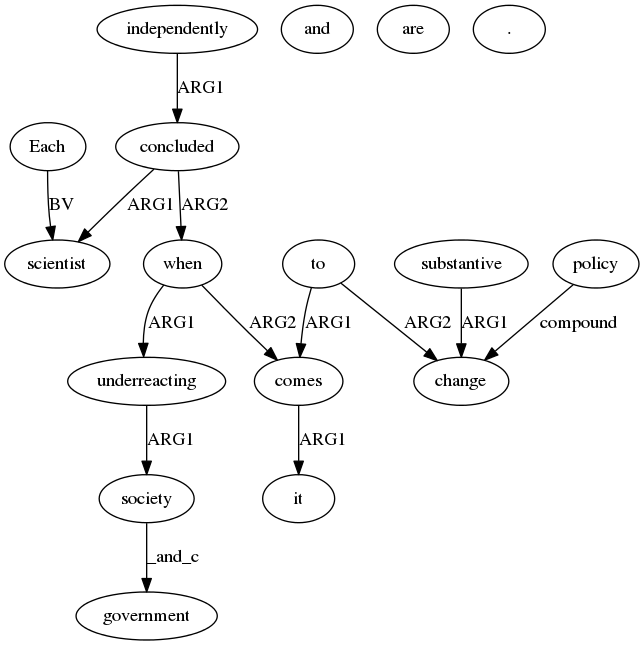 independently and are .
ARG1
Each concluded
BV ARG1 ARG2
scientist when to substantive policy
ARG1 ARG2 ARG1 ARG2 ARG1 compound
underreacting comes change
ARG1 ARG1
society it
_and_c
government